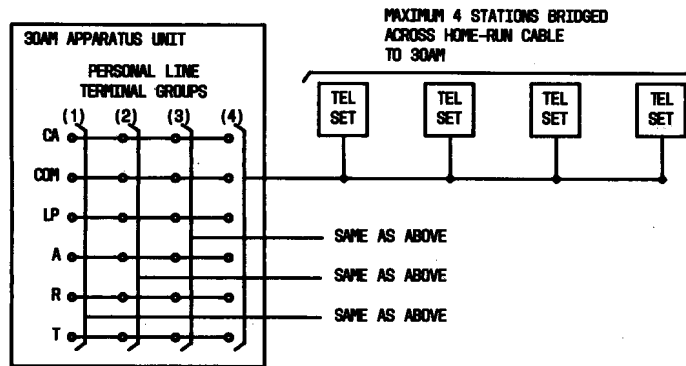 MAXIMUM 4 STATIONS BRIDGED
ACROSS HOME-RUN CABLE
TO 30AM
30AM APPARATUS UNIT
PERSONAL LINE
TERMINAL GROUPS
(1) (2) (3) (4)
TEL SET
TEL SET
TEL SET
TEL SET
CA
COM
LP
A
R
T
SAME AS ABOVE
SAME AS ABOVE
SAME AS ABOVE